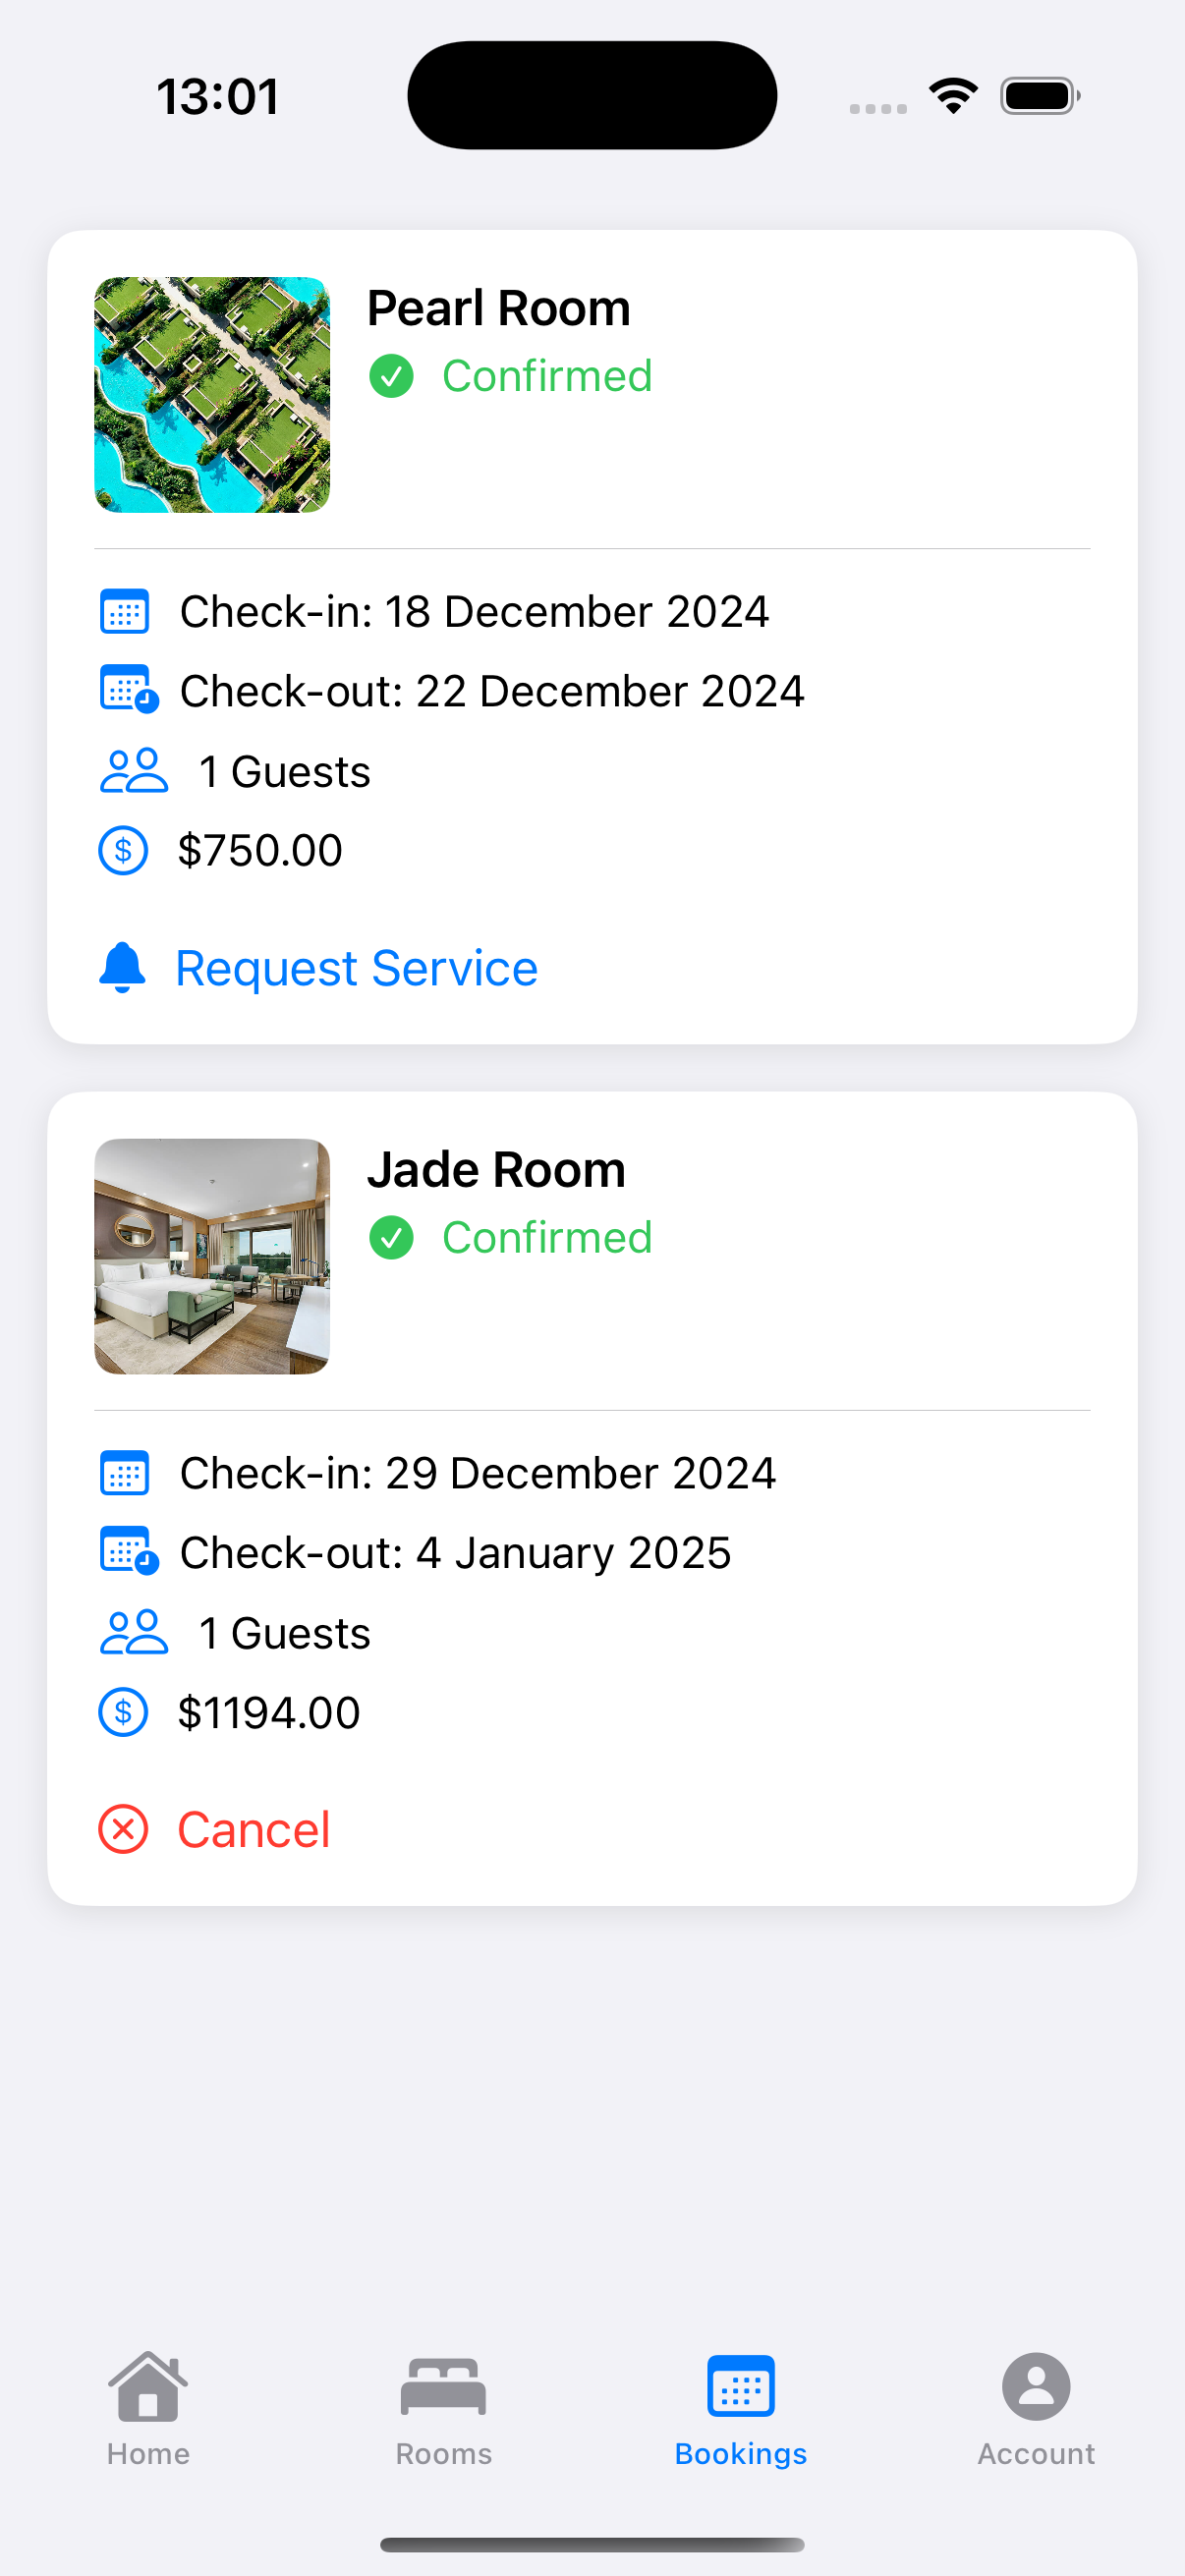 13:01
Pearl Room
Confirmed
Check-in: 18 December 2024
Check-out: 22 December 2024
1 Guests
$750.00
Request Service
Jade Room
Confirmed
Check-in: 29 December 2024
Check-out: 4 January 2025
1 Guests
$1194.00
Cancel
Home
Rooms
Bookings
Account